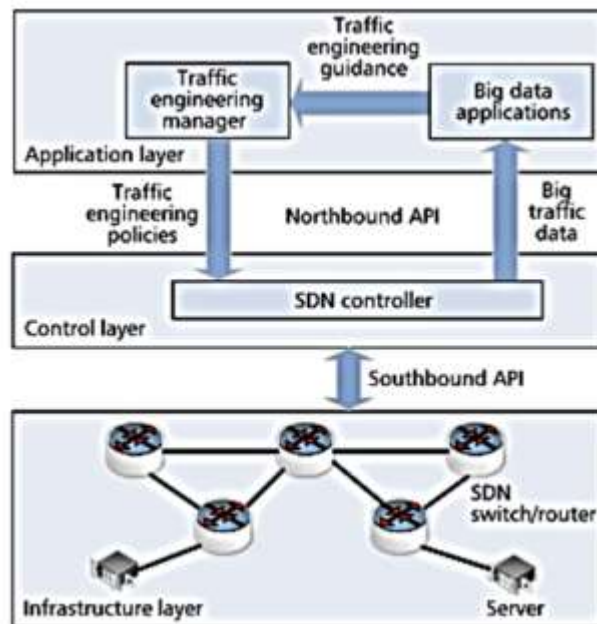 Traffic
engineering
guidance
Traffic
engineering
manager
Big data
applications
Application layer
Traffic
engineering
policies
Northbound API
Big
traffic
data
SDN controller
Control layer
Southbound API
SDN
switch/router
Infrastructure layer
Server